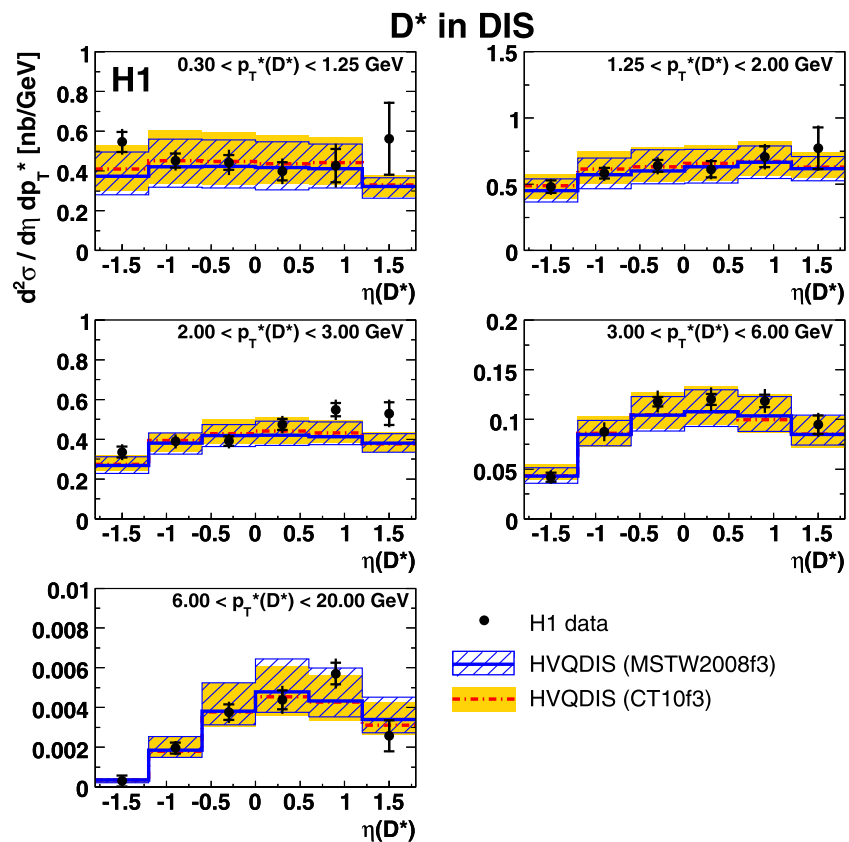 D* in DIS
H1
0.30 < p_T*(D*) < 1.25 GeV
d²σ / dη dp_T* [nb/GeV]
1
0.8
0.6
0.4
0.2
0
-1.5 -1 -0.5 0 0.5 1 1.5
η(D*)
1.25 < p_T*(D*) < 2.00 GeV
1.5
1
0.5
0
-1.5 -1 -0.5 0 0.5 1 1.5
η(D*)
2.00 < p_T*(D*) < 3.00 GeV
1
0.8
0.6
0.4
0.2
0
-1.5 -1 -0.5 0 0.5 1 1.5
η(D*)
3.00 < p_T*(D*) < 6.00 GeV
0.2
0.15
0.1
0.05
0
-1.5 -1 -0.5 0 0.5 1 1.5
η(D*)
6.00 < p_T*(D*) < 20.00 GeV
0.01
0.008
0.006
0.004
0.002
0
-1.5 -1 -0.5 0 0.5 1 1.5
η(D*)
H1 data
HVQDIS (MSTW2008f3)
HVQDIS (CT10f3)